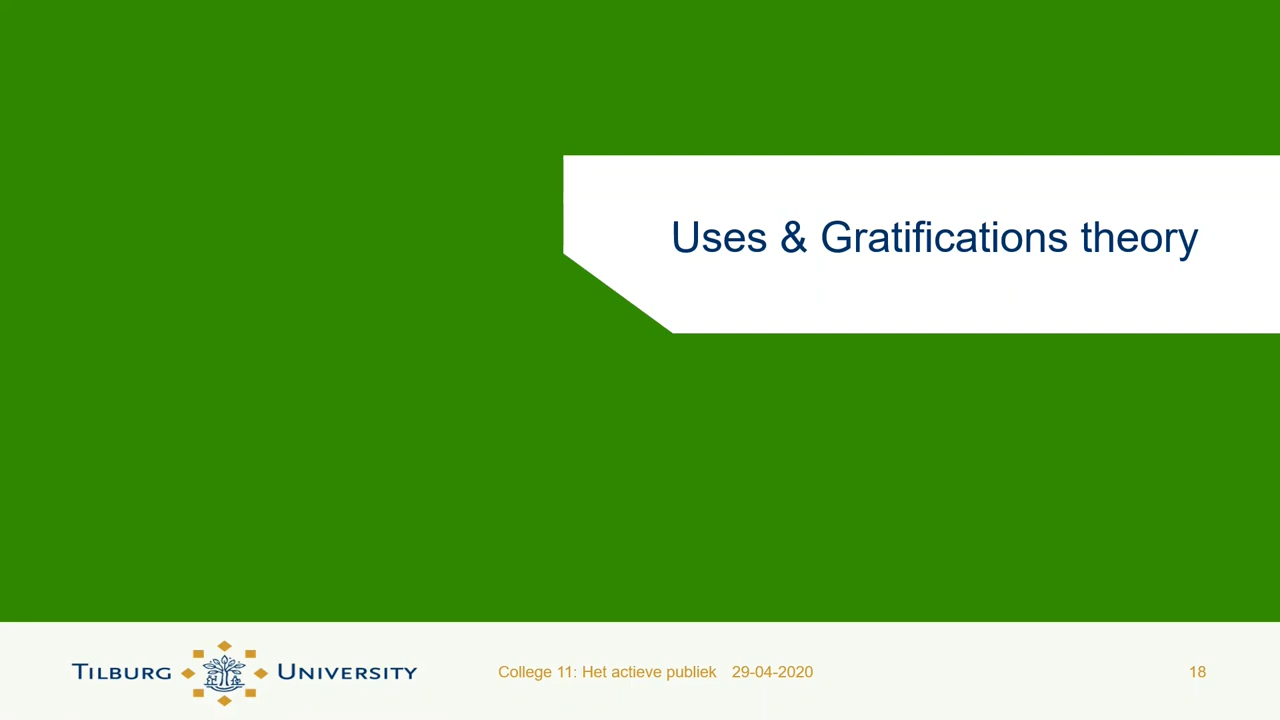 Uses & Gratifications theory
TILBURG UNIVERSITY
College 11: Het actieve publiek 29-04-2020
18